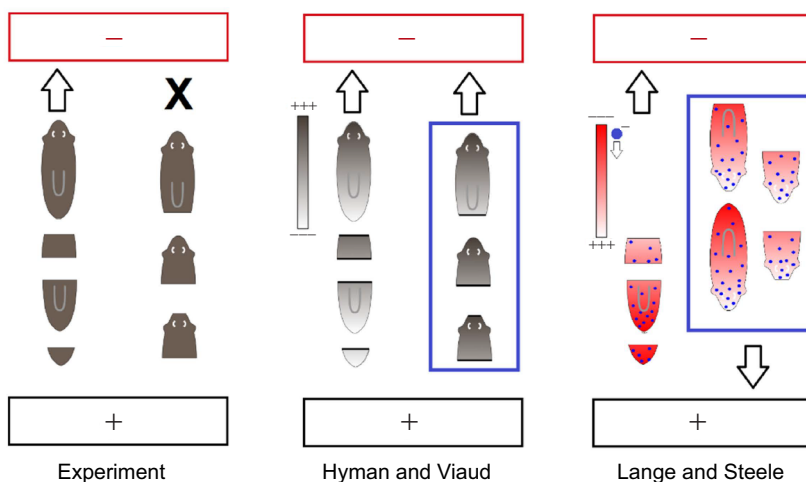 − − −
X
+++
−−−
−−−
−
+++
+ + +
Experiment Hyman and Viaud Lange and Steele